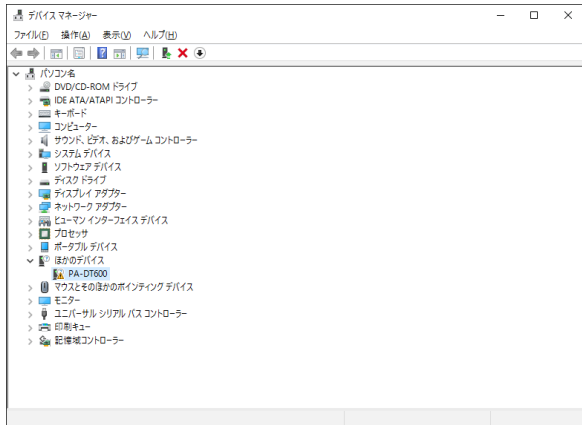 デバイス マネージャー
ファイル(F) 操作(A) 表示(V) ヘルプ(H)
パソコン名
DVD/CD-ROM ドライブ
IDE ATA/ATAPI コントローラー
キーボード
コンピューター
サウンド、ビデオ、およびゲーム コントローラー
システム デバイス
ソフトウェア デバイス
ディスク ドライブ
ディスプレイ アダプター
ネットワーク アダプター
ヒューマン インターフェイス デバイス
プロセッサ
ポータブル デバイス
ほかのデバイス
PA-DT600
マウスとそのほかのポインティング デバイス
モニター
ユニバーサル シリアル バス コントローラー
印刷キュー
記憶域コントローラー